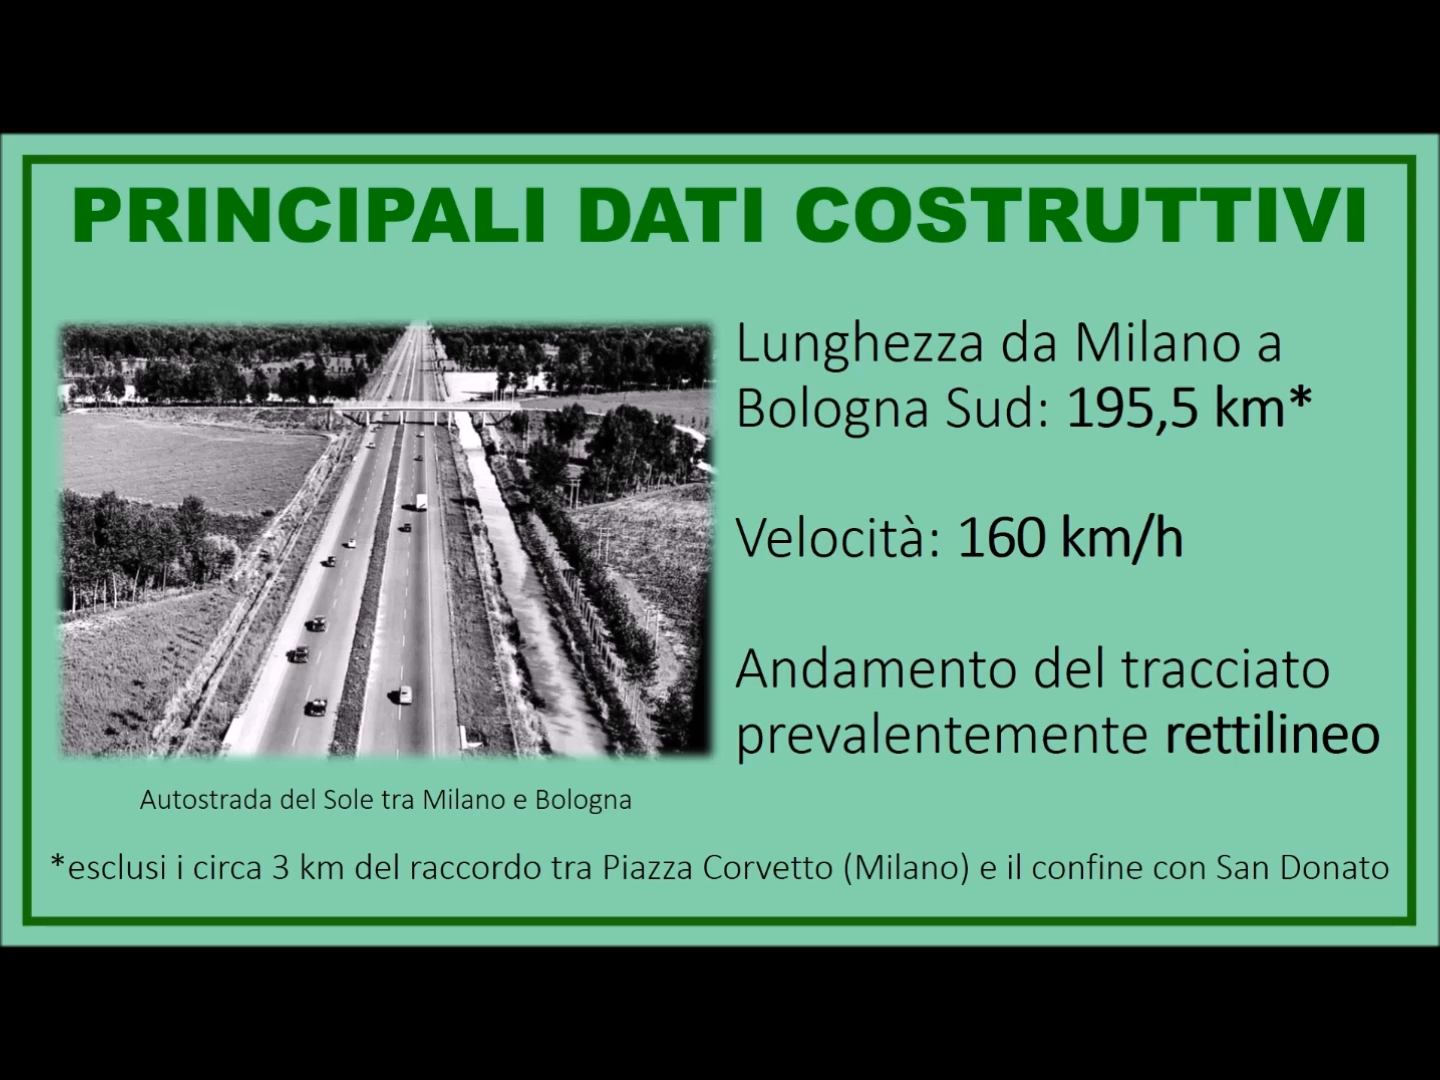 PRINCIPALI DATI COSTRUTTIVI
Lunghezza da Milano a
Bologna Sud: 195,5 km*
Velocità: 160 km/h
Andamento del tracciato
prevalentemente rettilineo
Autostrada del Sole tra Milano e Bologna
*esclusi i circa 3 km del raccordo tra Piazza Corvetto (Milano) e il confine con San Donato